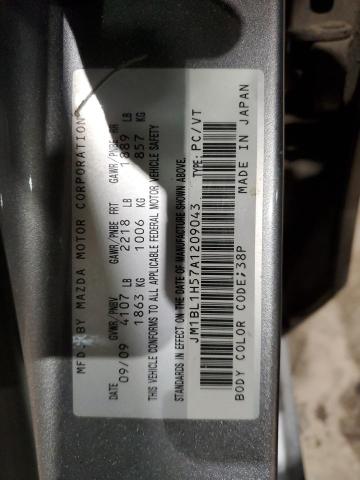 MFD BY MAZDA MOTOR CORPORATION
DATE GVWR/PNBV GAWR/PNBE FRT GAWR/PNBE RR
09/09 4107 LB 2218 LB 1889 LB
1863 KG 1006 KG 857 KG
THIS VEHICLE CONFORMS TO ALL APPLICABLE FEDERAL MOTOR VEHICLE SAFETY
STANDARDS IN EFFECT ON THE DATE OF MANUFACTURE SHOWN ABOVE.
JM1BL1H57A1209043 TYPE: PC/VT
BODY COLOR CODE;38P MADE IN JAPAN